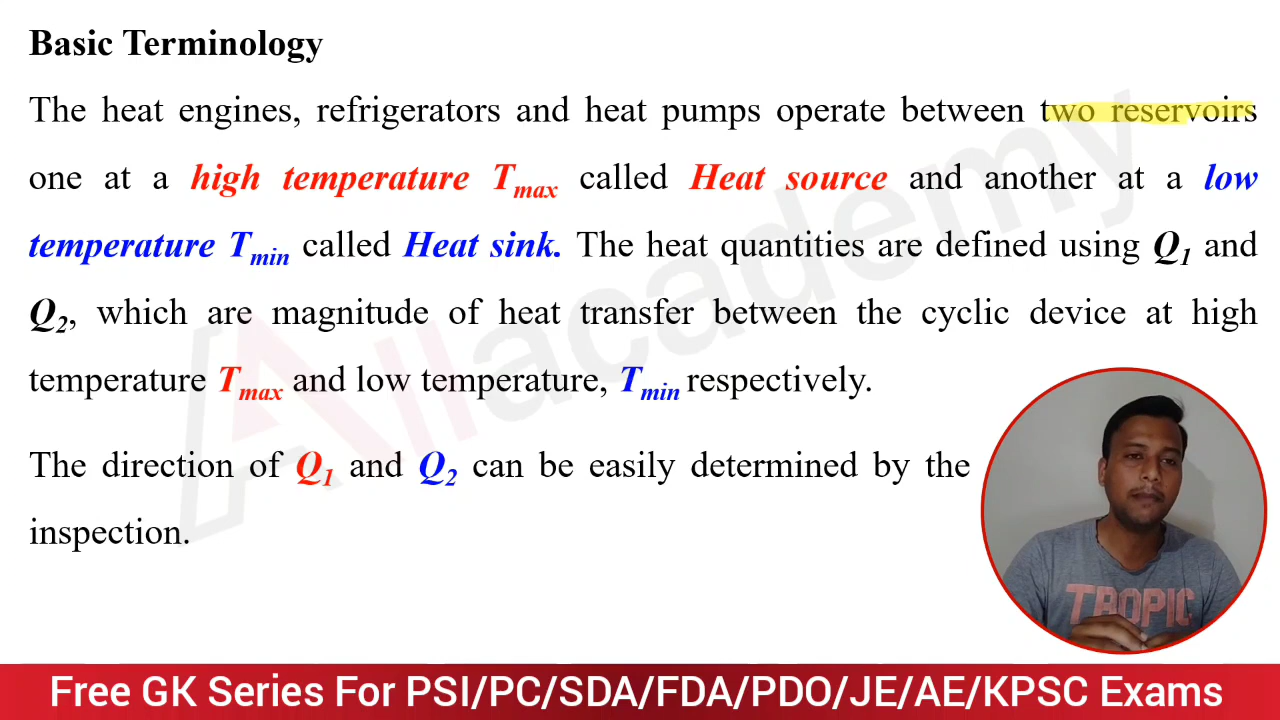 Basic Terminology
The heat engines, refrigerators and heat pumps operate between two reservoirs
one at a high temperature Tmax called Heat source and another at a low
temperature Tmin called Heat sink. The heat quantities are defined using Q1 and
Q2, which are magnitude of heat transfer between the cyclic device at high
temperature Tmax and low temperature, Tmin respectively.
The direction of Q1 and Q2 can be easily determined by the
inspection.
Allacademy
TROPIC
Free GK Series For PSI/PC/SDA/FDA/PDO/JE/AE/KPSC Exams